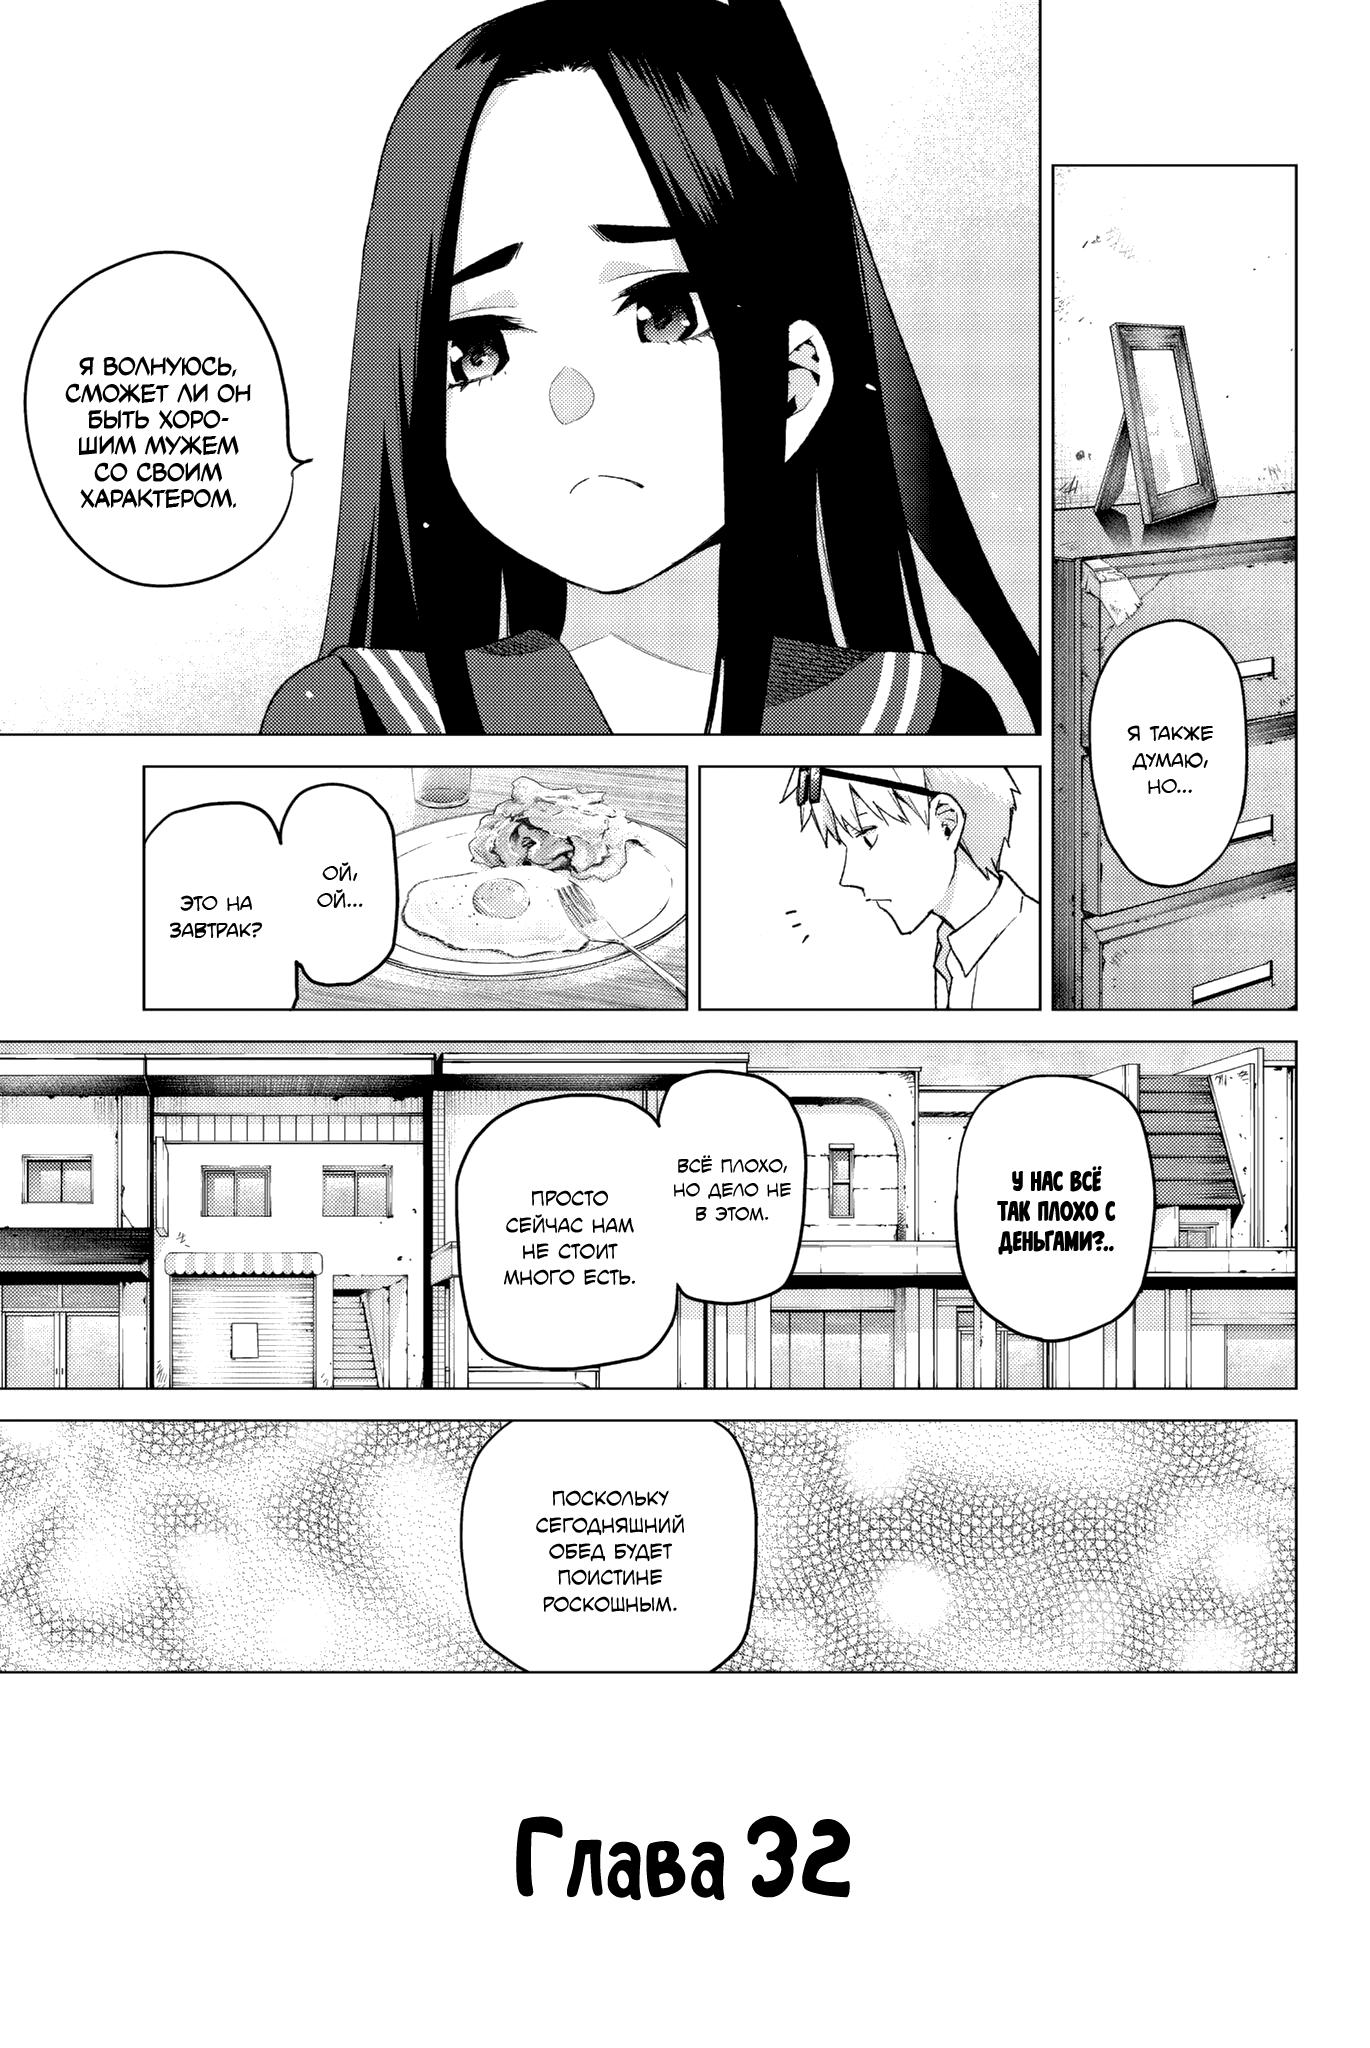 Я ТАКЖЕ
ДУМАЮ,
НО...
Я ВОЛНУЮСЬ,
СМОЖЕТ ЛИ ОН
БЫТЬ ХОРО-
ШИМ МУЖЕМ
СО СВОИМ
ХАРАКТЕРОМ.
ОЙ,
ОЙ...
ЭТО НА
ЗАВТРАК?
У НАС ВСЁ
ТАК ПЛОХО С
ДЕНЬГАМИ?..
ВСЁ ПЛОХО,
НО ДЕЛО НЕ
В ЭТОМ.
ПРОСТО
СЕЙЧАС НАМ
НЕ СТОИТ
МНОГО ЕСТЬ.
ПОСКОЛЬКУ
СЕГОДНЯШНИЙ
ОБЕД БУДЕТ
ПОИСТИНЕ
РОСКОШНЫМ.
Глава 32